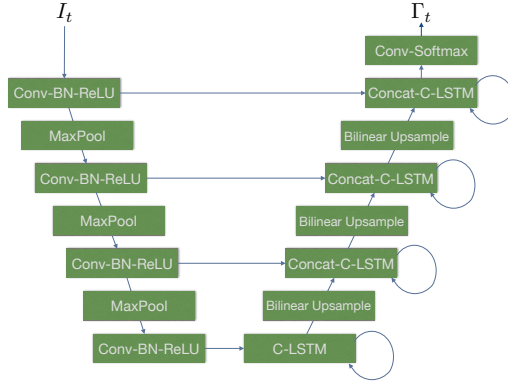 I_t Γ_t
Conv-Softmax
Conv-BN-ReLU Concat-C-LSTM
MaxPool Bilinear Upsample
Conv-BN-ReLU Concat-C-LSTM
MaxPool Bilinear Upsample
Conv-BN-ReLU Concat-C-LSTM
MaxPool Bilinear Upsample
Conv-BN-ReLU C-LSTM